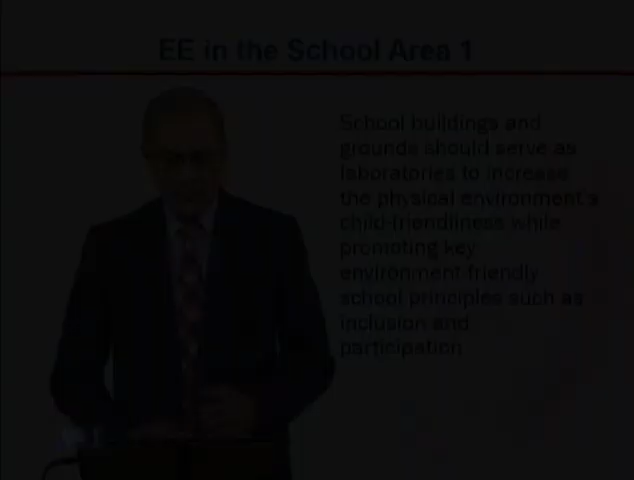 EE in the School Area 1
School buildings and
grounds should serve as
laboratories to increase
the physical environment's
child-friendliness while
promoting key
environment friendly
school principles such as
inclusion and
participation